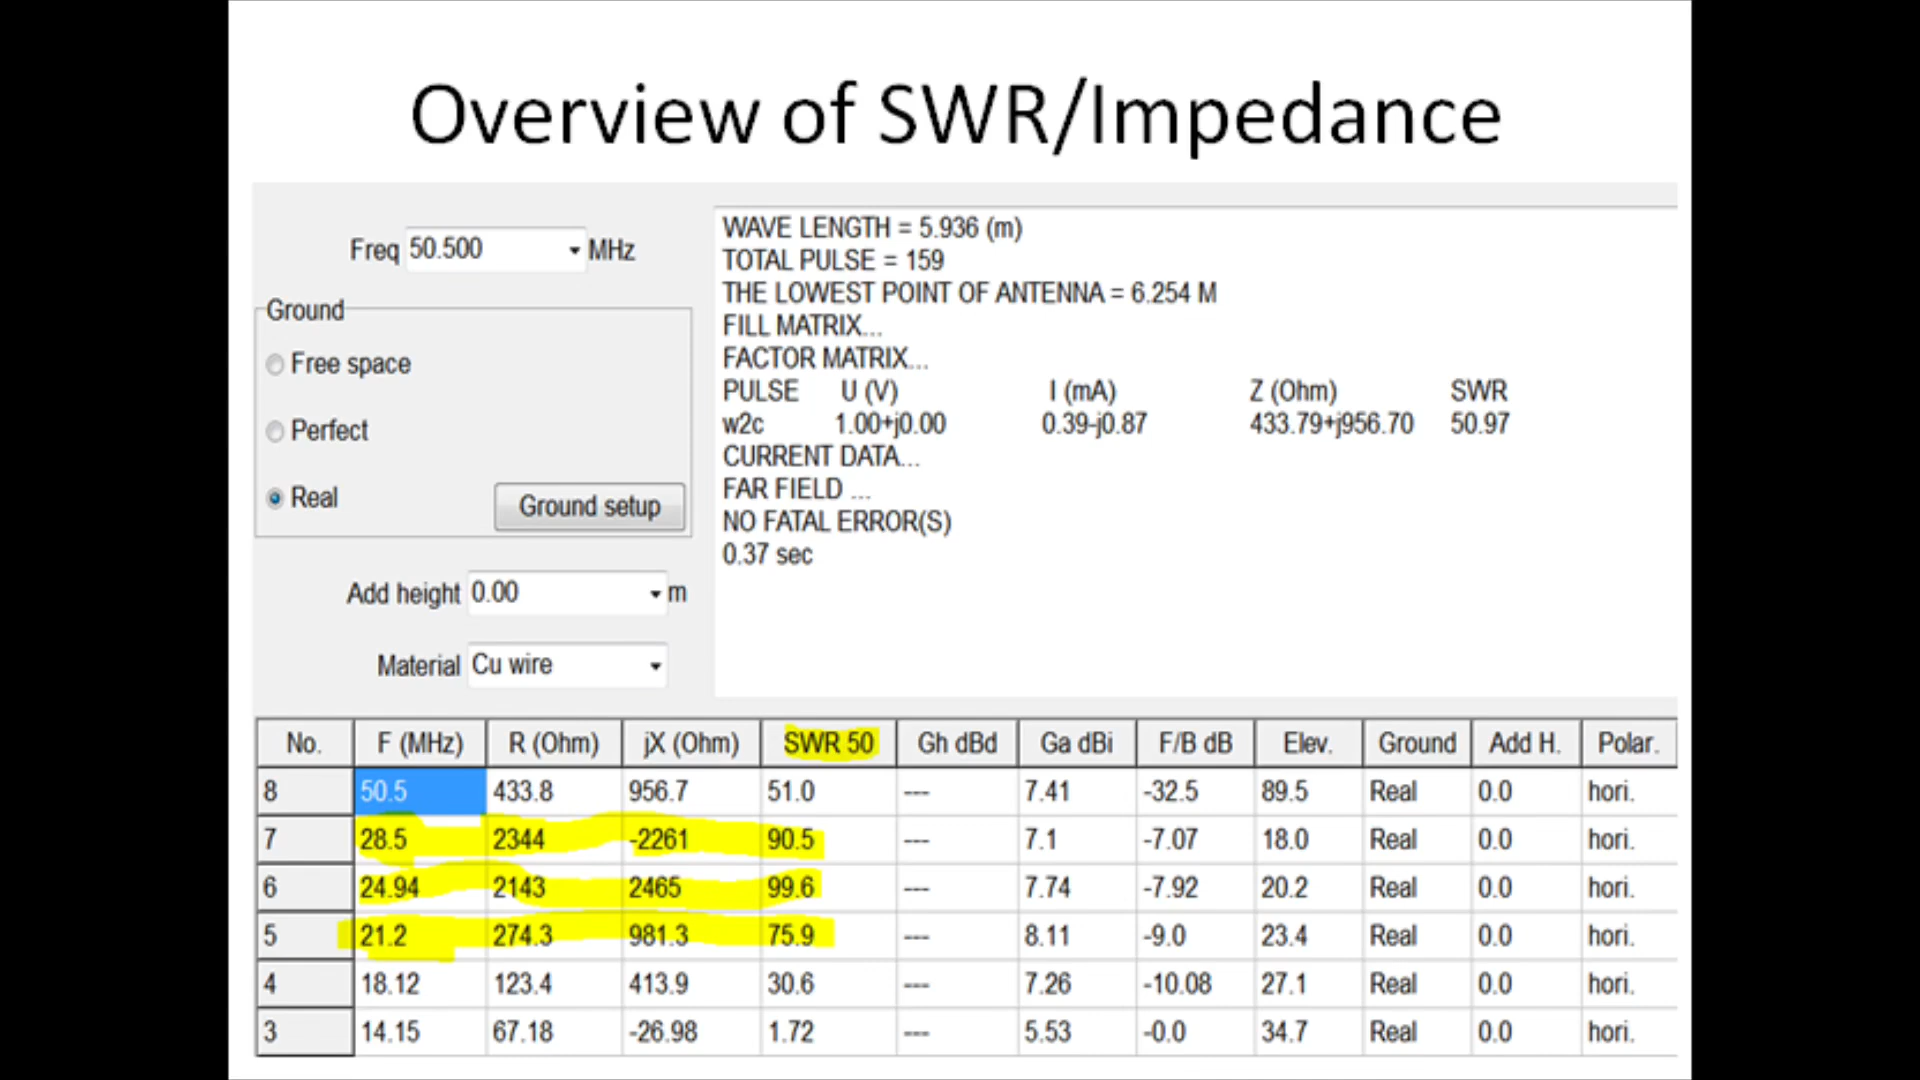 Overview of SWR/Impedance
Freq 50.500 MHz
Ground
Free space
Perfect
Real
Ground setup
Add height 0.00 m
Material Cu wire
WAVE LENGTH = 5.936 (m)
TOTAL PULSE = 159
THE LOWEST POINT OF ANTENNA = 6.254 M
FILL MATRIX...
FACTOR MATRIX...
PULSE U (V) I (mA) Z (Ohm) SWR
w2c 1.00+j0.00 0.39-j0.87 433.79+j956.70 50.97
CURRENT DATA...
FAR FIELD ...
NO FATAL ERROR(S)
0.37 sec
No. F (MHz) R (Ohm) jX (Ohm) SWR 50 Gh dBd Ga dBi F/B dB Elev. Ground Add H. Polar.
8 50.5 433.8 956.7 51.0 --- 7.41 -32.5 89.5 Real 0.0 hori.
7 28.5 2344 -2261 90.5 --- 7.1 -7.07 18.0 Real 0.0 hori.
6 24.94 2143 2465 99.6 --- 7.74 -7.92 20.2 Real 0.0 hori.
5 21.2 274.3 981.3 75.9 --- 8.11 -9.0 23.4 Real 0.0 hori.
4 18.12 123.4 413.9 30.6 --- 7.26 -10.08 27.1 Real 0.0 hori.
3 14.15 67.18 -26.98 1.72 --- 5.53 -0.0 34.7 Real 0.0 hori.